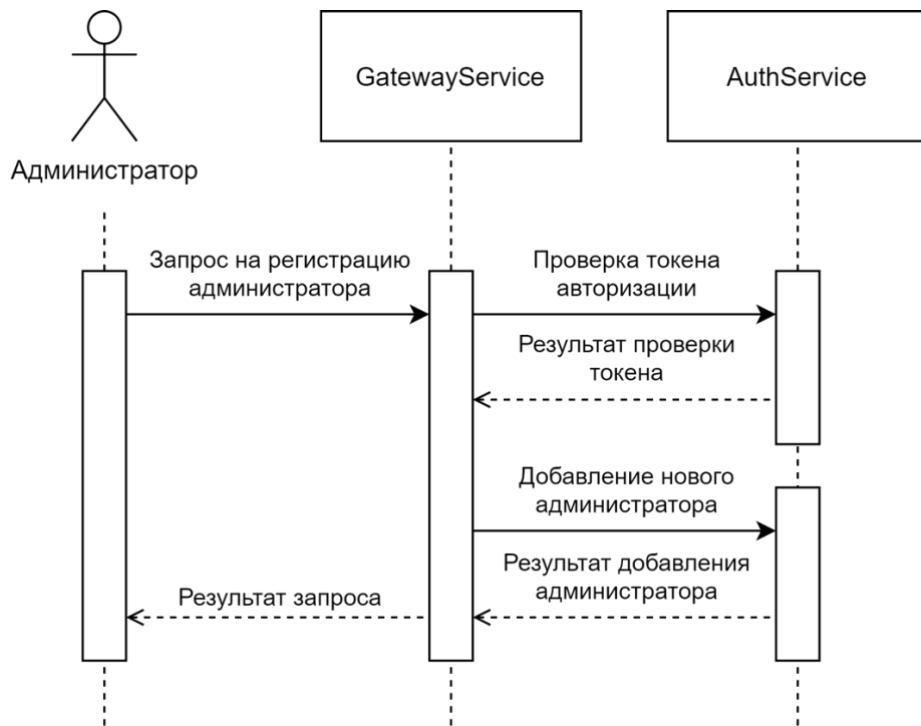 GatewayService
AuthService
Администратор
Запрос на регистрацию
администратора
Проверка токена
авторизации
Результат проверки
токена
Добавление нового
администратора
Результат добавления
администратора
Результат запроса